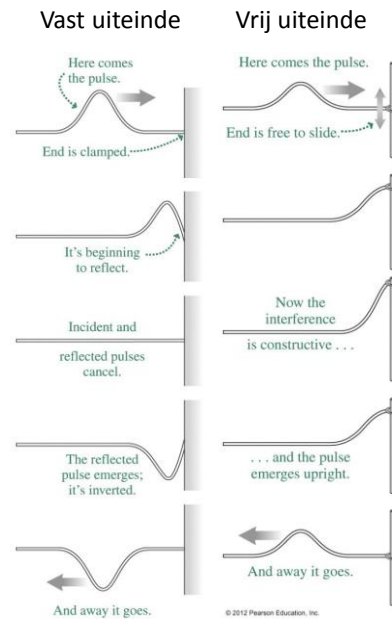 Vast uiteinde
Here comes
the pulse.
End is clamped.
It's beginning
to reflect.
Incident and
reflected pulses
cancel.
The reflected
pulse emerges;
it's inverted.
And away it goes.
Vrij uiteinde
Here comes the pulse.
End is free to slide.
Now the
interference
is constructive . . .
. . . and the pulse
emerges upright.
And away it goes.
© 2012 Pearson Education, Inc.